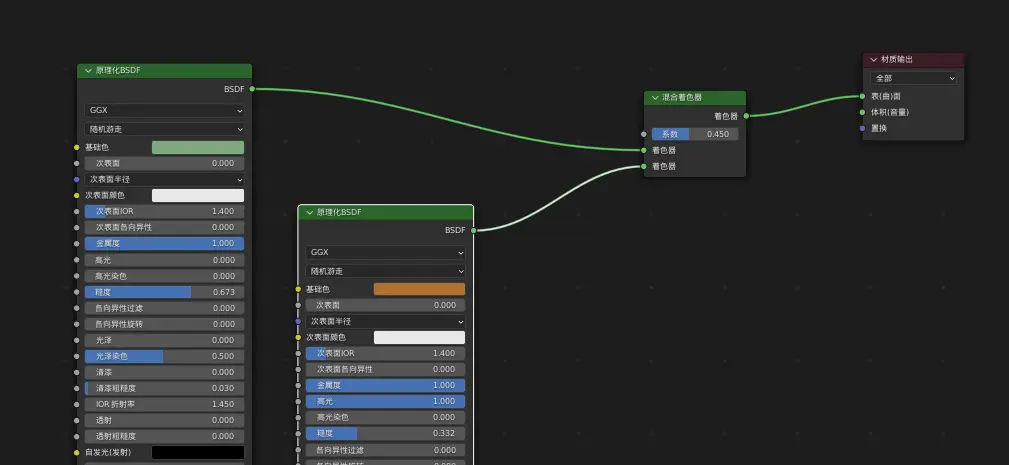 原理化BSDF
BSDF
GGX
随机游走
基础色
次表面 0.000
次表面半径
次表面颜色
次表面IOR 1.400
次表面各向异性 0.000
金属度 1.000
高光 0.000
高光染色 0.000
糙度 0.673
各向异性过滤 0.000
各向异性旋转 0.000
光泽 0.000
光泽染色 0.500
清漆 0.000
清漆粗糙度 0.030
IOR 折射率 1.450
透射 0.000
透射粗糙度 0.000
自发光(发射)
原理化BSDF
BSDF
GGX
随机游走
基础色
次表面 0.000
次表面半径
次表面颜色
次表面IOR 1.400
次表面各向异性 0.000
金属度 1.000
高光 1.000
高光染色 0.000
糙度 0.332
各向异性过滤 0.000
各向异性旋转 0.000
混合着色器
着色器
系数 0.450
着色器
着色器
材质输出
全部
表(曲)面
体积(音量)
置换